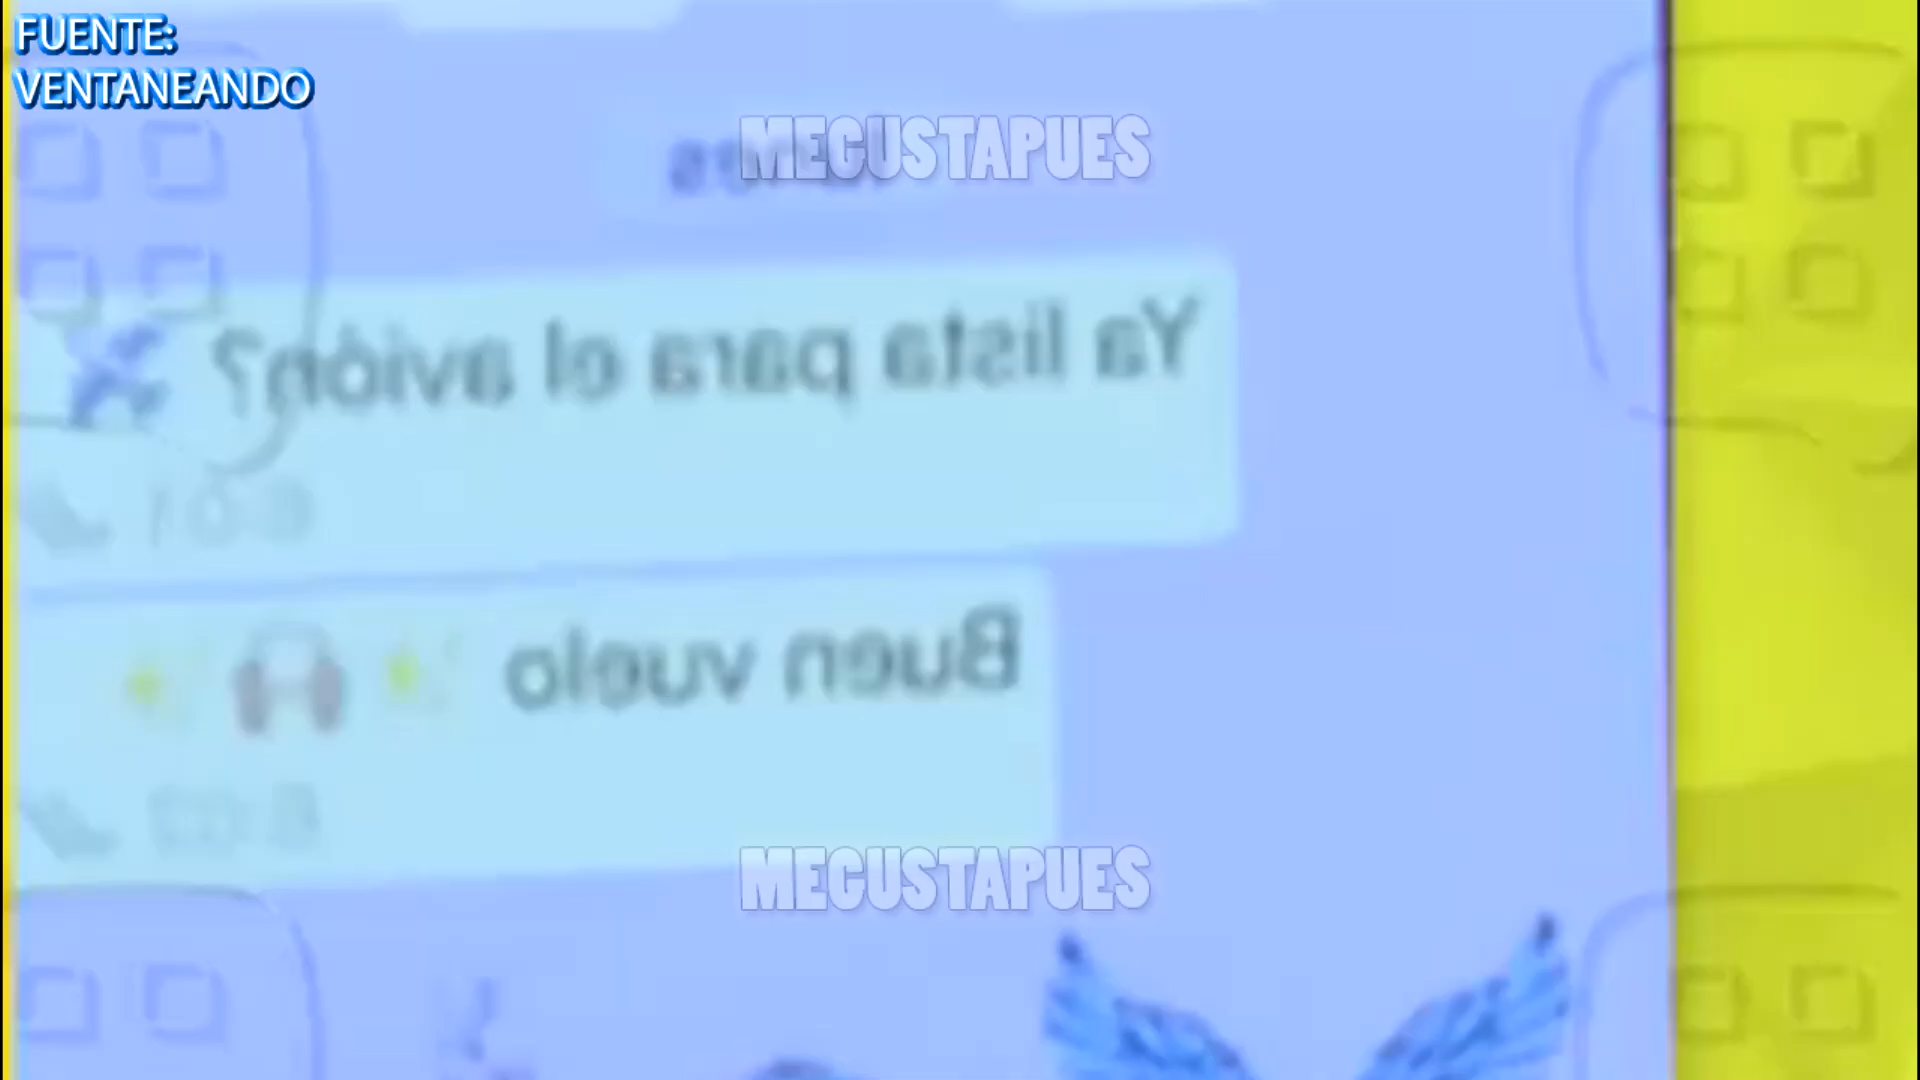 FUENTE:
VENTANEANDO
MEGUSTAPUES
Ya lista para el avión?
Buen vuelo
MEGUSTAPUES